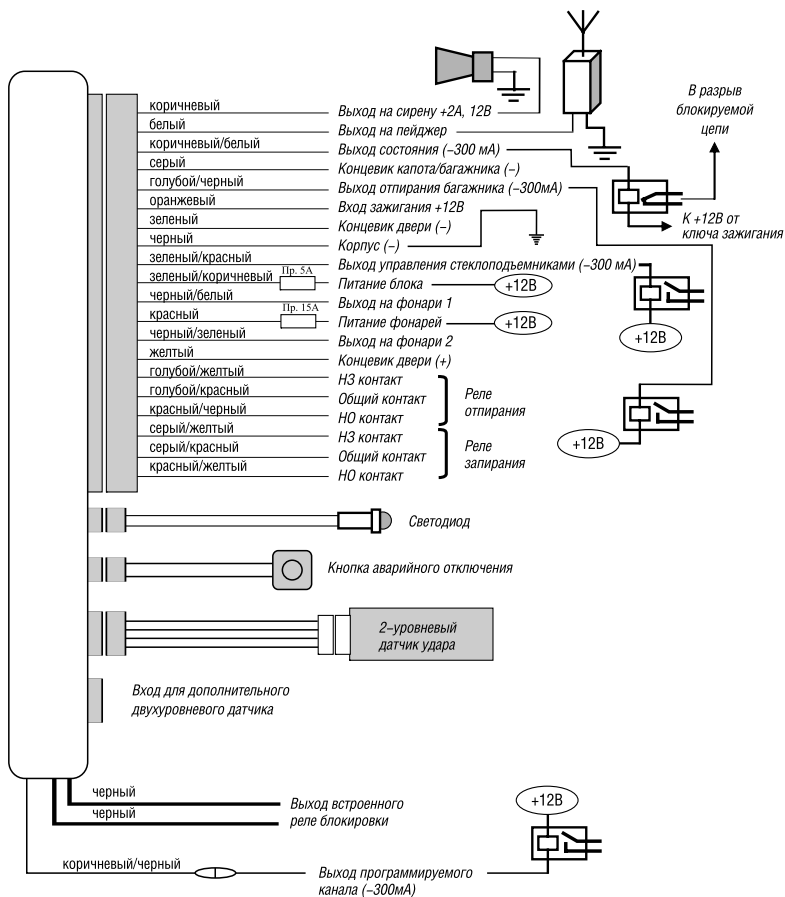 коричневый
Выход на сирену +2А, 12В
белый
Выход на пейджер
коричневый/белый
Выход состояния (−300 мА)
серый
Концевик капота/багажника (−)
голубой/черный
Выход отпирания багажника (−300мА)
оранжевый
Вход зажигания +12В
зеленый
Концевик двери (−)
черный
Корпус (−)
зеленый/красный
Выход управления стеклоподъемниками (−300 мА)
зеленый/коричневый
Пр. 5А
Питание блока
+12В
черный/белый
Выход на фонари 1
красный
Пр. 15А
Питание фонарей
+12В
черный/зеленый
Выход на фонари 2
желтый
Концевик двери (+)
голубой/желтый
НЗ контакт
голубой/красный
Общий контакт
красный/черный
НО контакт
Реле
отпирания
серый/желтый
НЗ контакт
серый/красный
Общий контакт
красный/желтый
НО контакт
Реле
запирания
В разрыв
блокируемой
цепи
К +12В от
ключа зажигания
+12В
+12В
Светодиод
Кнопка аварийного отключения
2−уровневый
датчик удара
Вход для дополнительного
двухуровневого датчика
черный
черный
Выход встроенного
реле блокировки
+12В
коричневый/черный
Выход программируемого
канала (−300мА)